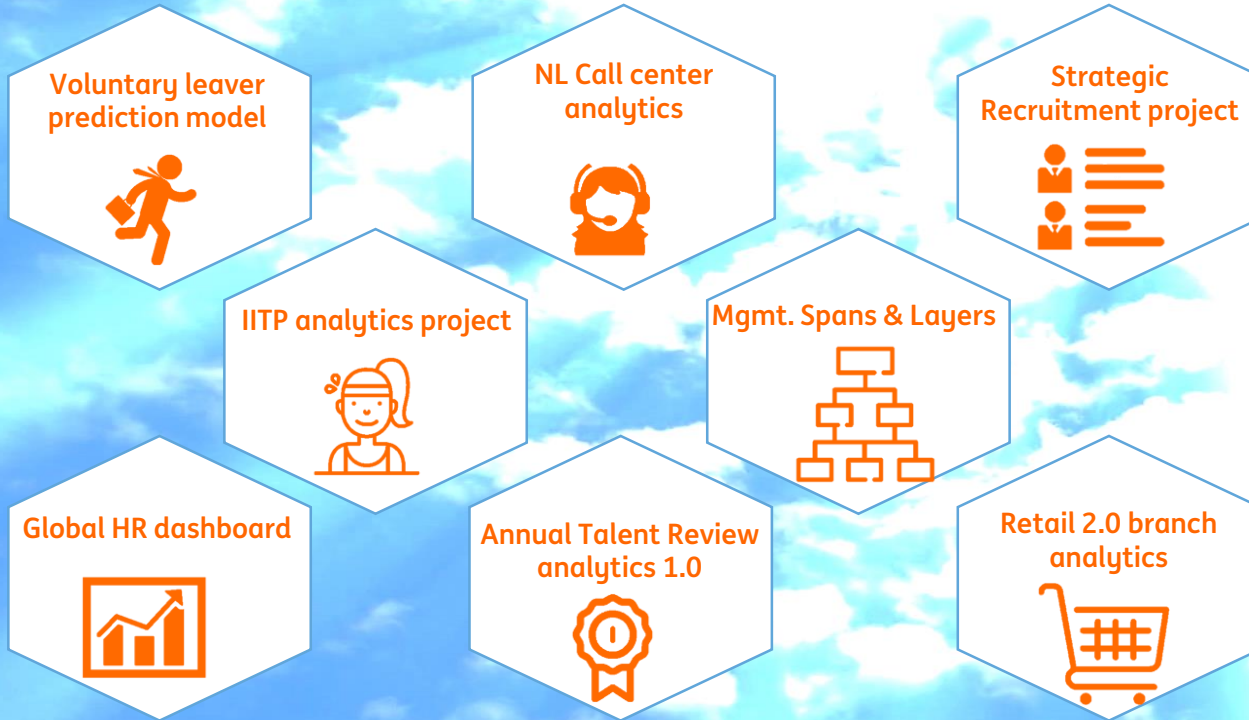 Voluntary leaver
prediction model
NL Call center
analytics
Strategic
Recruitment project
IITP analytics project
Mgmt. Spans & Layers
Global HR dashboard
Annual Talent Review
analytics 1.0
Retail 2.0 branch
analytics